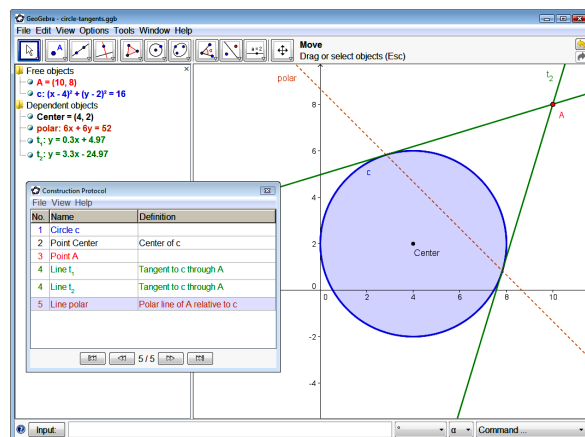 GeoGebra - circle-tangents.ggb
File Edit View Options Tools Window Help
A
a=2
Move
Drag or select objects (Esc)
Free objects
A = (10, 8)
c: (x - 4)² + (y - 2)² = 16
Dependent objects
Center = (4, 2)
polar: 6x + 6y = 52
t₁: y = 0.3x + 4.97
t₂: y = 3.3x - 24.97
Construction Protocol
File View Help
No. Name Definition
1 Circle c
2 Point Center Center of c
3 Point A
4 Line t₁ Tangent to c through A
4 Line t₂ Tangent to c through A
5 Line polar Polar line of A relative to c
5 / 5
polar
t₂
8
A
6
c
4
2
Center
0
0 2 4 6 8 10
-2
-4
Input:
°
α
Command ...